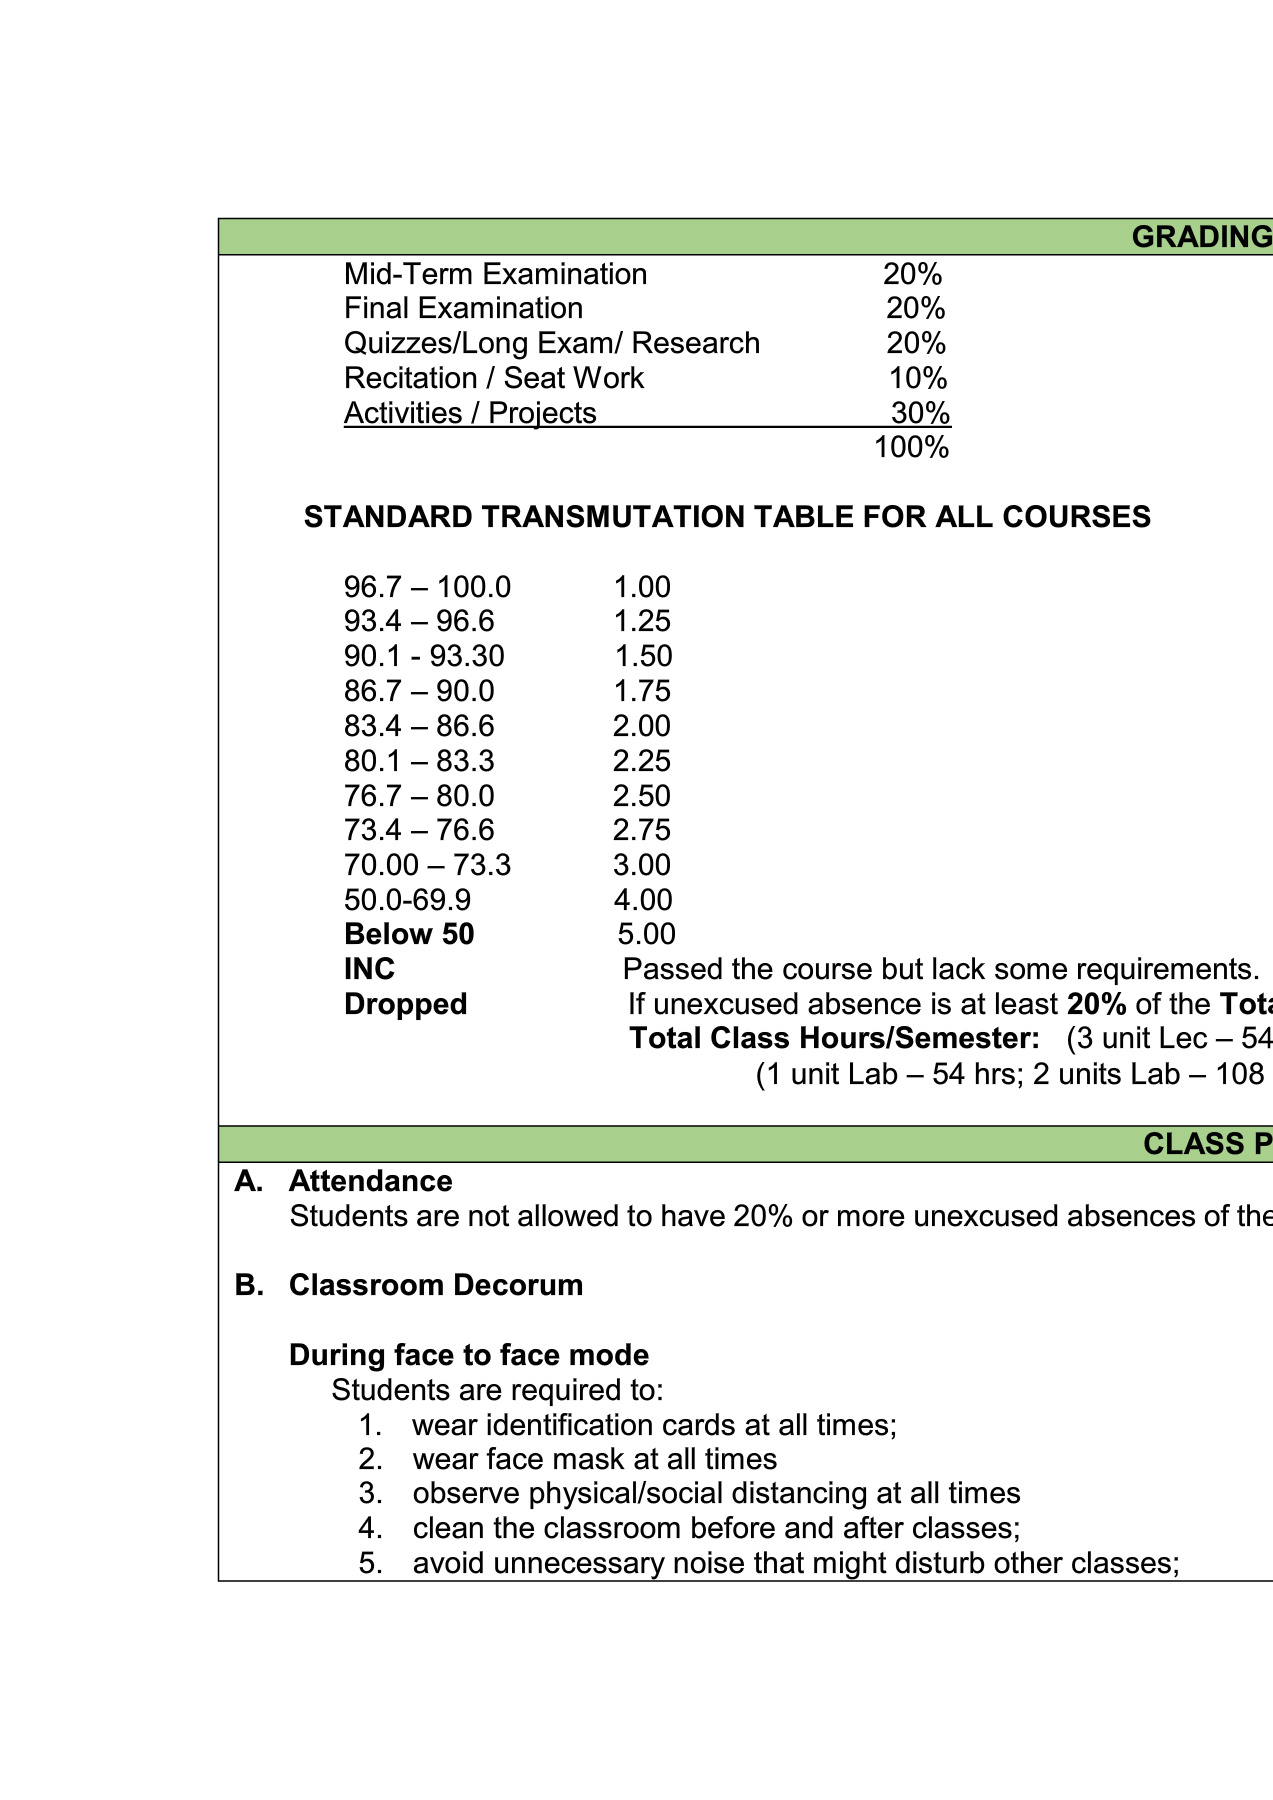 GRADING
Mid-Term Examination 20%
Final Examination 20%
Quizzes/Long Exam/ Research 20%
Recitation / Seat Work 10%
Activities / Projects 30%
100%
STANDARD TRANSMUTATION TABLE FOR ALL COURSES
96.7 – 100.0 1.00
93.4 – 96.6 1.25
90.1 - 93.30 1.50
86.7 – 90.0 1.75
83.4 – 86.6 2.00
80.1 – 83.3 2.25
76.7 – 80.0 2.50
73.4 – 76.6 2.75
70.00 – 73.3 3.00
50.0-69.9 4.00
Below 50 5.00
INC Passed the course but lack some requirements.
Dropped If unexcused absence is at least 20% of the
Total Class Hours/Semester: (3 unit Lec – 54
(1 unit Lab – 54 hrs; 2 units Lab – 108
CLASS P
A. Attendance
Students are not allowed to have 20% or more unexcused absences of the
B. Classroom Decorum
During face to face mode
Students are required to:
1. wear identification cards at all times;
2. wear face mask at all times
3. observe physical/social distancing at all times
4. clean the classroom before and after classes;
5. avoid unnecessary noise that might disturb other classes;